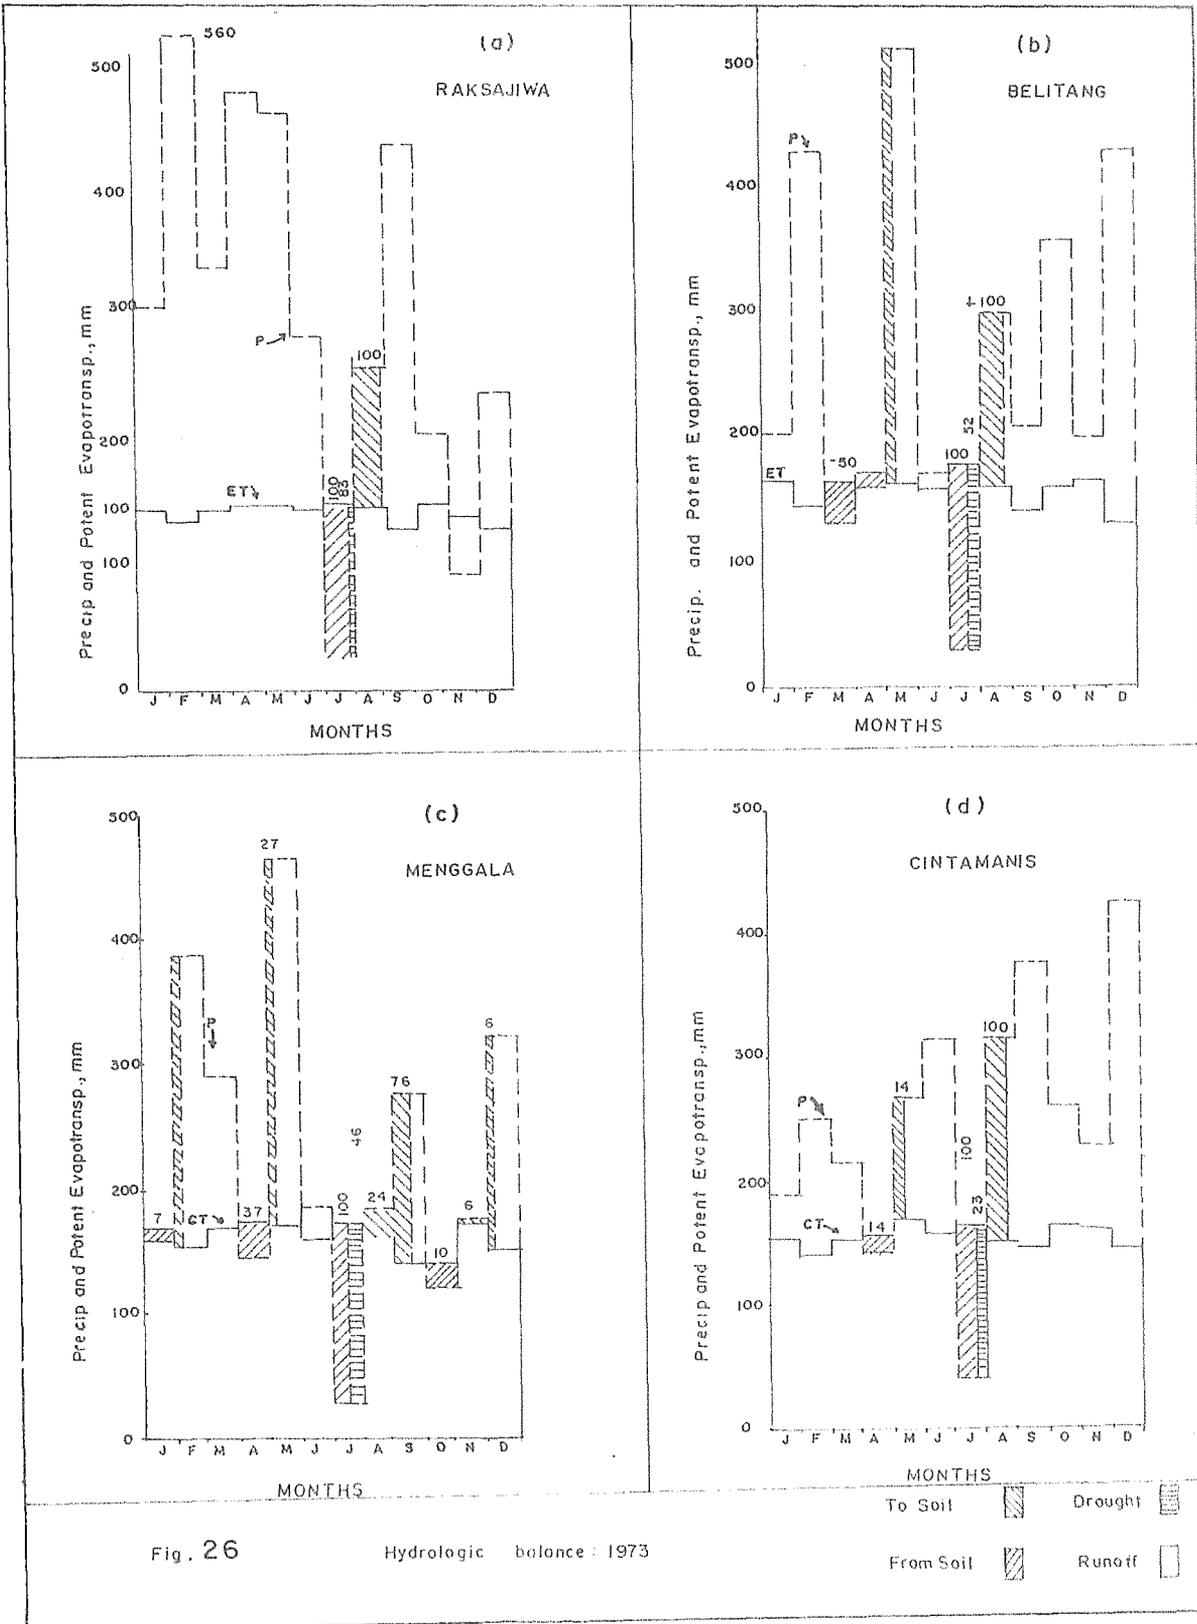 (a)
RAKSAJIWA
560
500
400
300
200
100
100
0
Precip and Potent Evapotransp., mm
P
ET
100
83
100
J F M A M J J A S O N D
MONTHS
(b)
BELITANG
500
400
300
200
100
0
Precip. and Potent Evapotransp., mm
P
ET
-50
100
52
+100
J F M A M J J A S O N D
MONTHS
(c)
MENGGALA
500
400
300
200
100
0
Precip and Potent Evapotransp., mm
P
CT
7
37
27
100
46
24
76
10
6
6
J F M A M J J A S O N D
MONTHS
(d)
CINTAMANIS
500
400
300
200
100
0
Precip and Potent Evapotransp., mm
P
CT
14
14
100
23
100
J F M A M J J A S O N D
MONTHS
To Soil
Drought
From Soil
Runoff
Fig. 26 Hydrologic balance : 1973